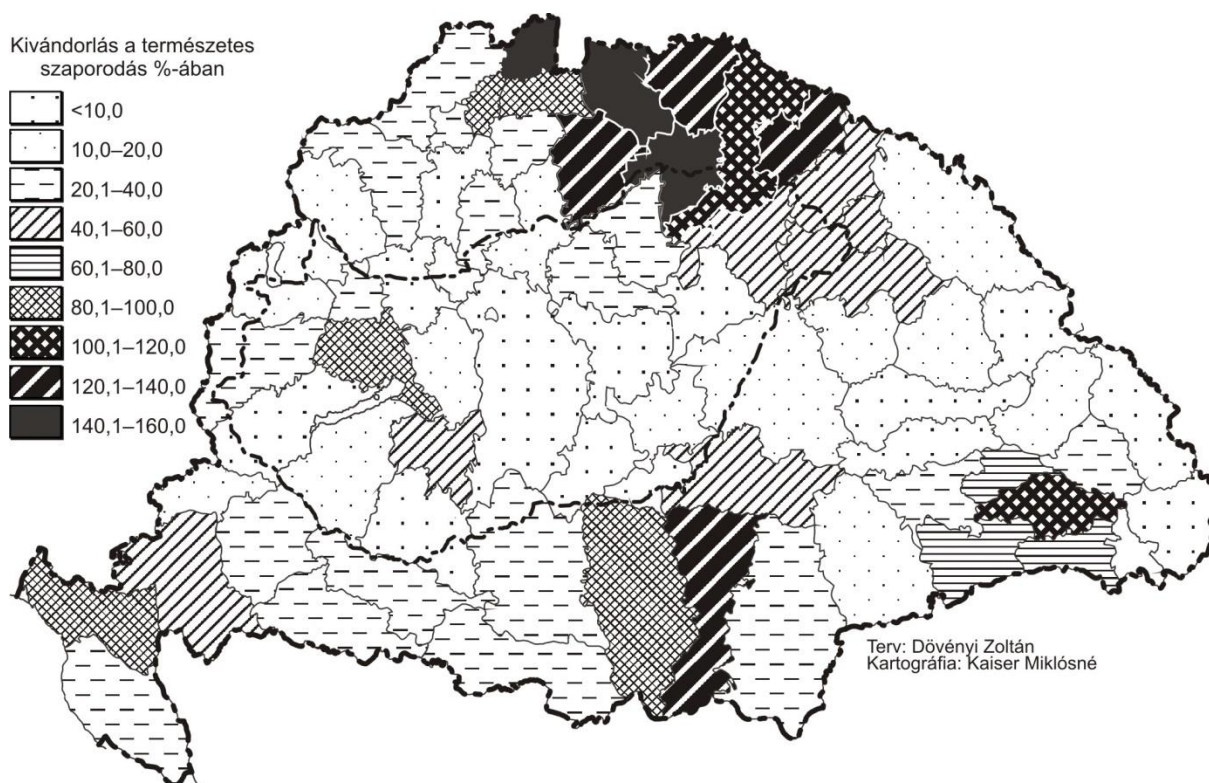 Kivándorlás a természetes
szaporodás %-ában
<10,0
10,0–20,0
20,1–40,0
40,1–60,0
60,1–80,0
80,1–100,0
100,1–120,0
120,1–140,0
140,1–160,0
Terv: Dövényi Zoltán
Kartográfia: Kaiser Miklósné